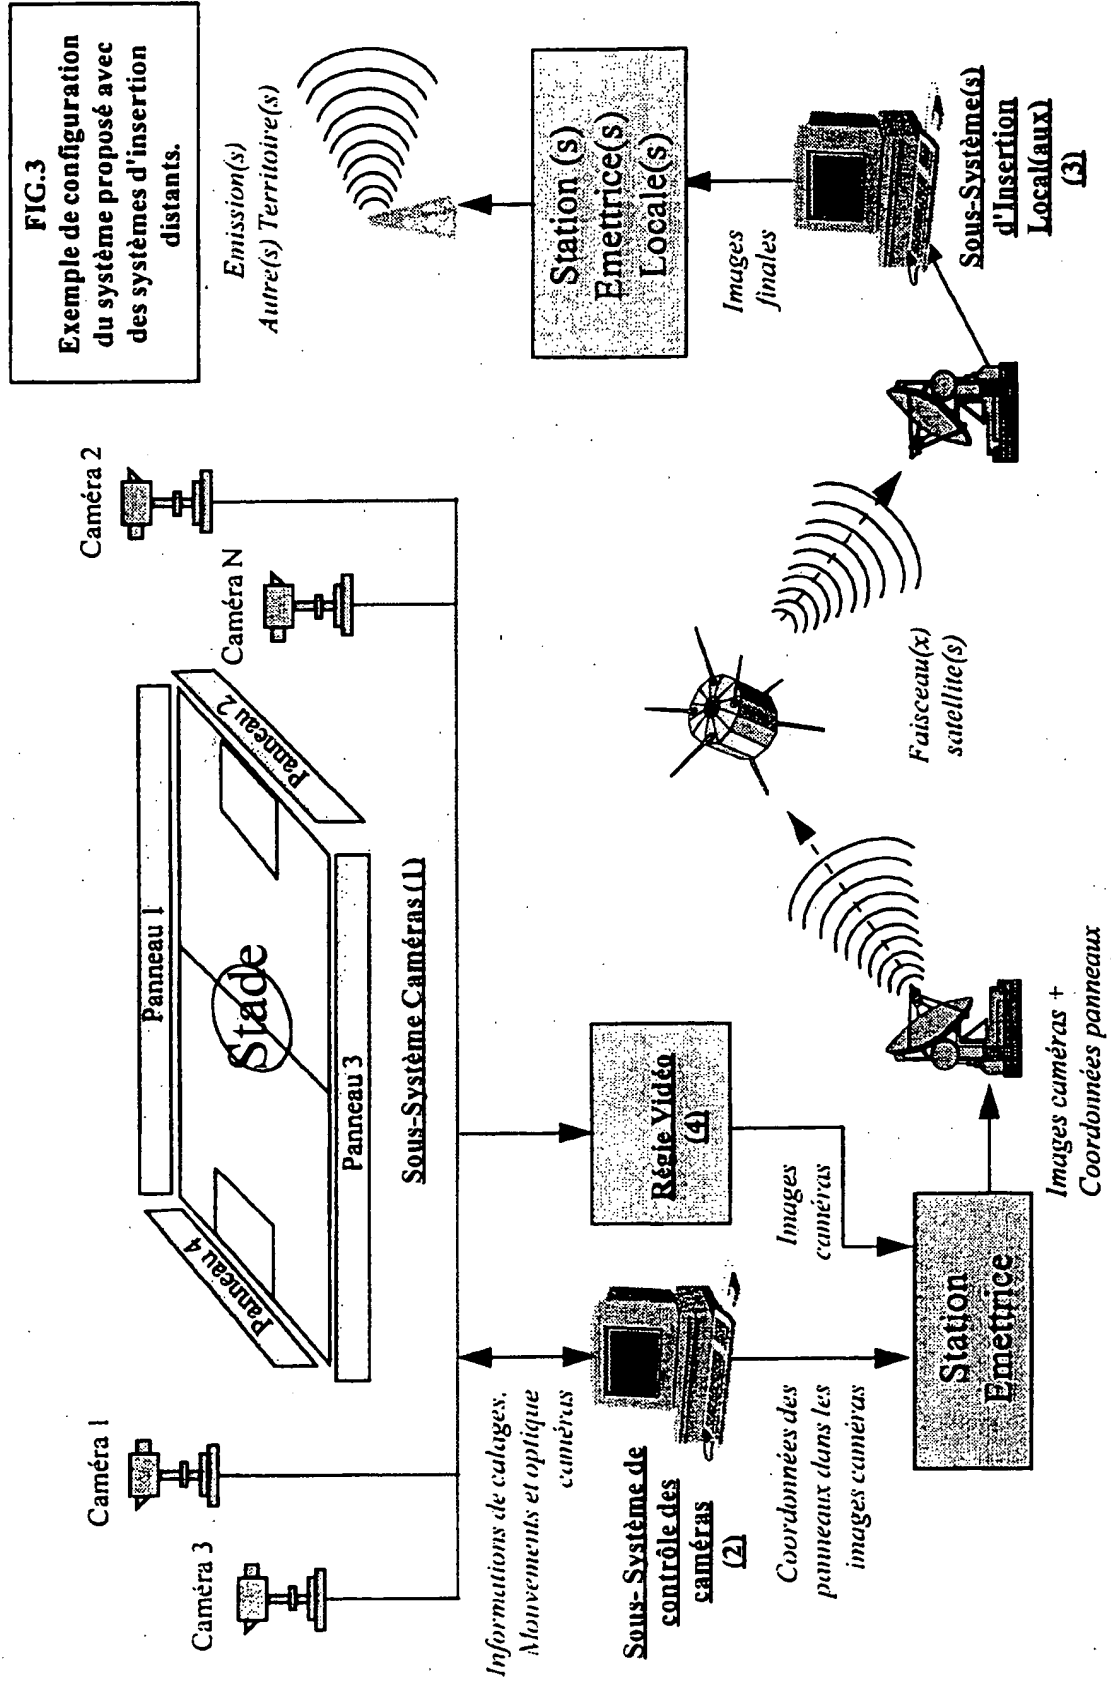 FIG.3
Exemple de configuration
du système proposé avec
des systèmes d'insertion
distants.
Caméra 1
Caméra 3
Caméra 2
Caméra N
Panneau 1
Panneau 2
Panneau 4
Stade
Panneau 3
Sous-Système Caméras (1)
Emission(s)
Autre(s) Territoire(s)
Informations de calages.
Mouvements et optique
caméras
Régie Vidéo
(4)
Station (s)
Emettrice(s)
Locale(s)
Sous- Système de
contrôle des
caméras
(2)
Images
caméras
Images
finales
Coordonnées des
panneaux dans les
images caméras
Station
Emettrice
Faisceau(x)
satellite(s)
Sous-Système(s)
d'Insertion
Local(aux)
(3)
Images caméras +
Coordonnées panneaux